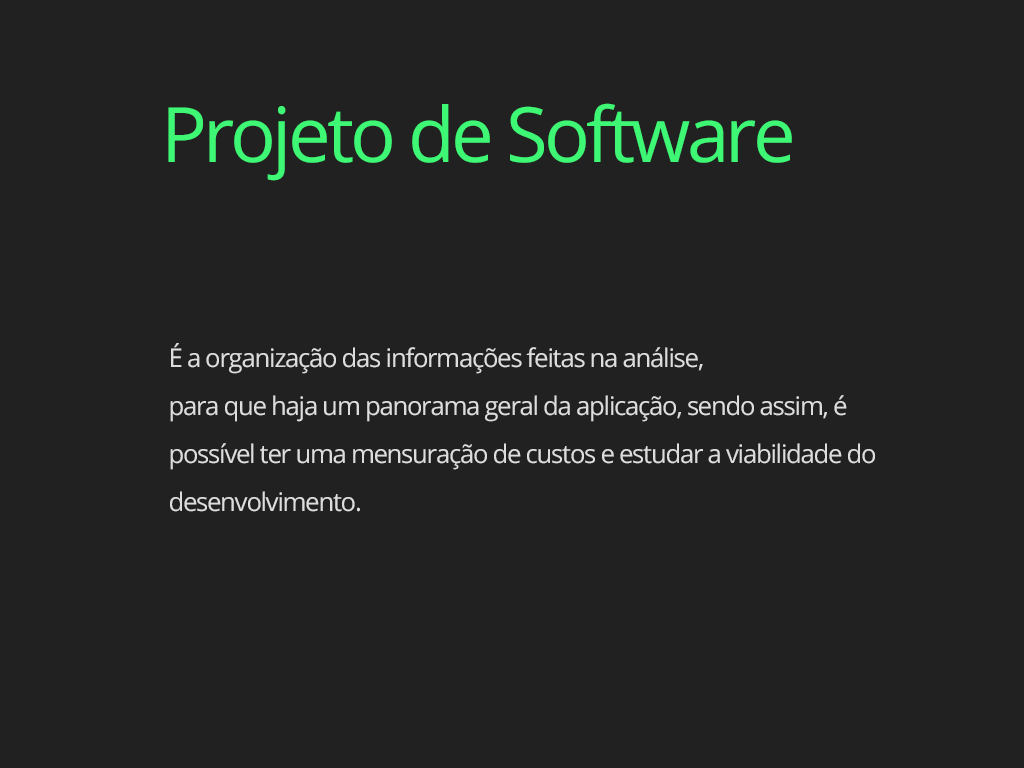 Projeto de Software
É a organização das informações feitas na análise,
para que haja um panorama geral da aplicação, sendo assim, é
possível ter uma mensuração de custos e estudar a viabilidade do
desenvolvimento.